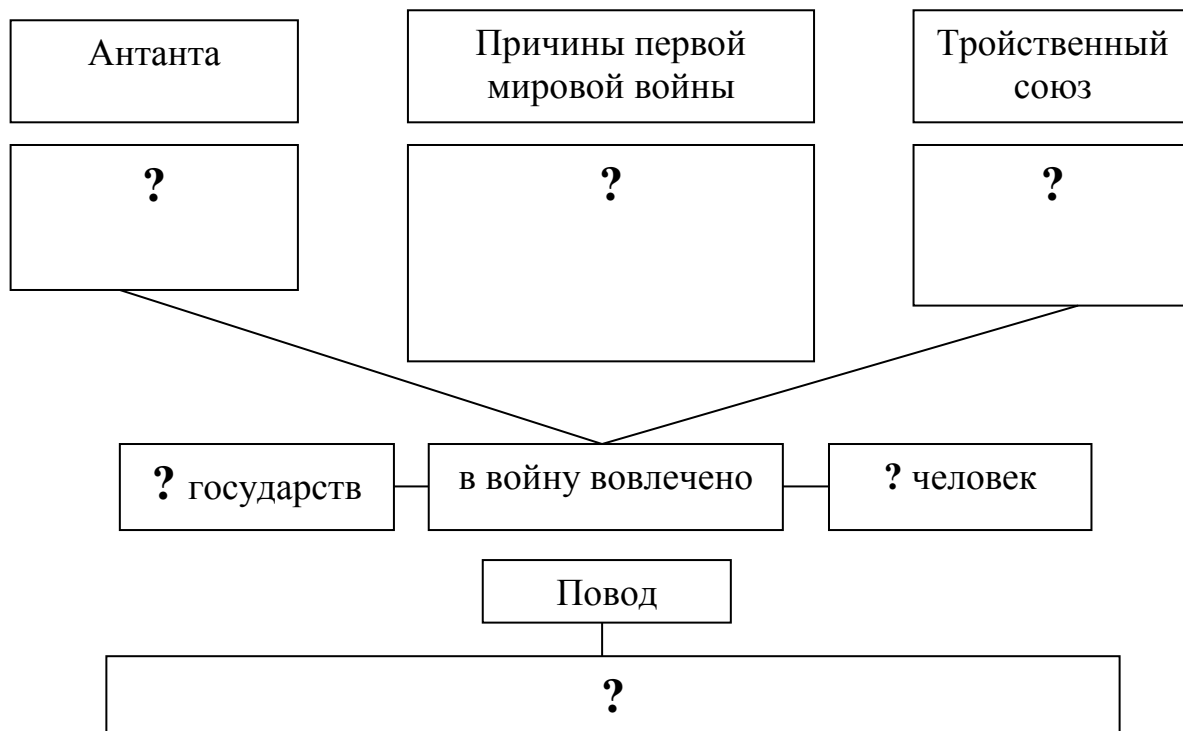 Антанта
Причины первой
мировой войны
Тройственный
союз
?
?
?
? государств
в войну вовлечено
? человек
Повод
?